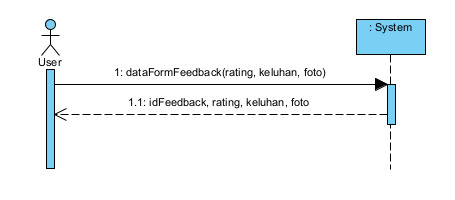 : System
User
1: dataFormFeedback(rating, keluhan, foto)
1.1: idFeedback, rating, keluhan, foto